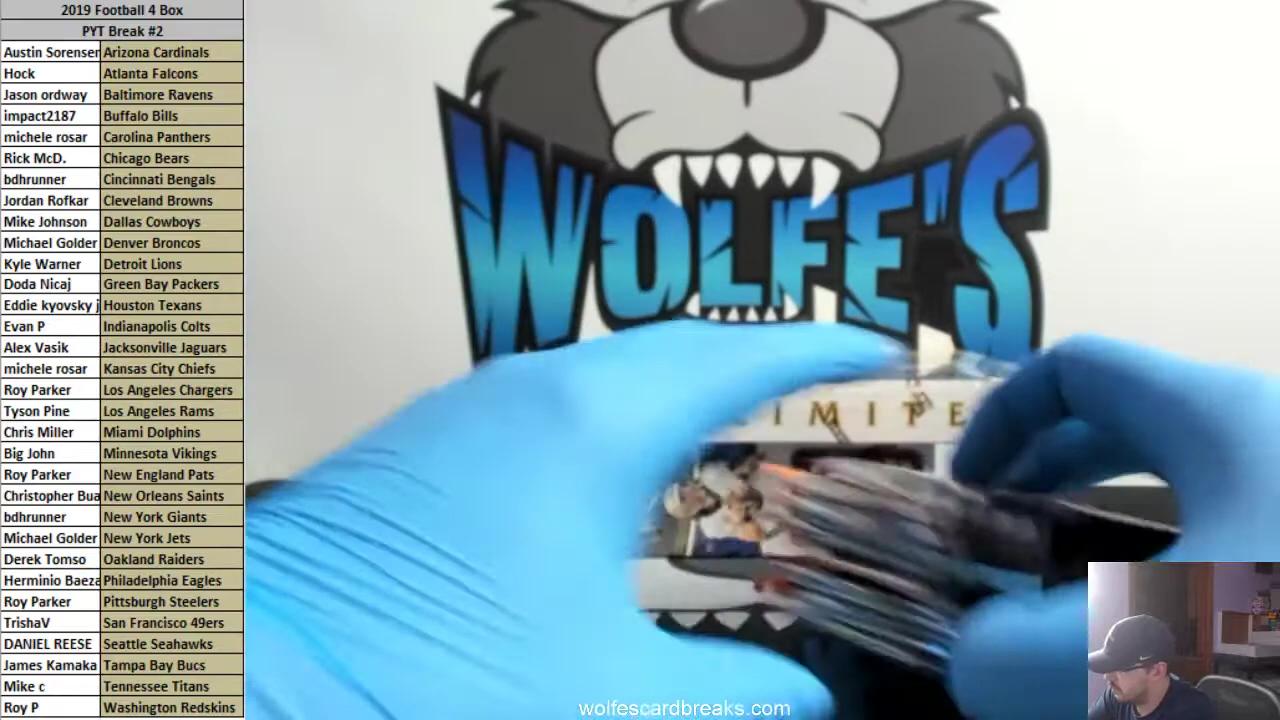 2019 Football 4 Box
PYT Break #2
Austin Sorensen Arizona Cardinals
Hock Atlanta Falcons
Jason ordway Baltimore Ravens
impact2187 Buffalo Bills
michele rosar Carolina Panthers
Rick McD. Chicago Bears
bdhrunner Cincinnati Bengals
Jordan Rofkar Cleveland Browns
Mike Johnson Dallas Cowboys
Michael Golder Denver Broncos
Kyle Warner Detroit Lions
Doda Nicaj Green Bay Packers
Eddie kyovsky j Houston Texans
Evan P Indianapolis Colts
Alex Vasik Jacksonville Jaguars
michele rosar Kansas City Chiefs
Roy Parker Los Angeles Chargers
Tyson Pine Los Angeles Rams
Chris Miller Miami Dolphins
Big John Minnesota Vikings
Roy Parker New England Pats
Christopher Bua New Orleans Saints
bdhrunner New York Giants
Michael Golder New York Jets
Derek Tomso Oakland Raiders
Herminio Baeza Philadelphia Eagles
Roy Parker Pittsburgh Steelers
TrishaV San Francisco 49ers
DANIEL REESE Seattle Seahawks
James Kamaka Tampa Bay Bucs
Mike c Tennessee Titans
Roy P Washington Redskins
WOLFE'S
IMITE
wolfescardbreaks.com